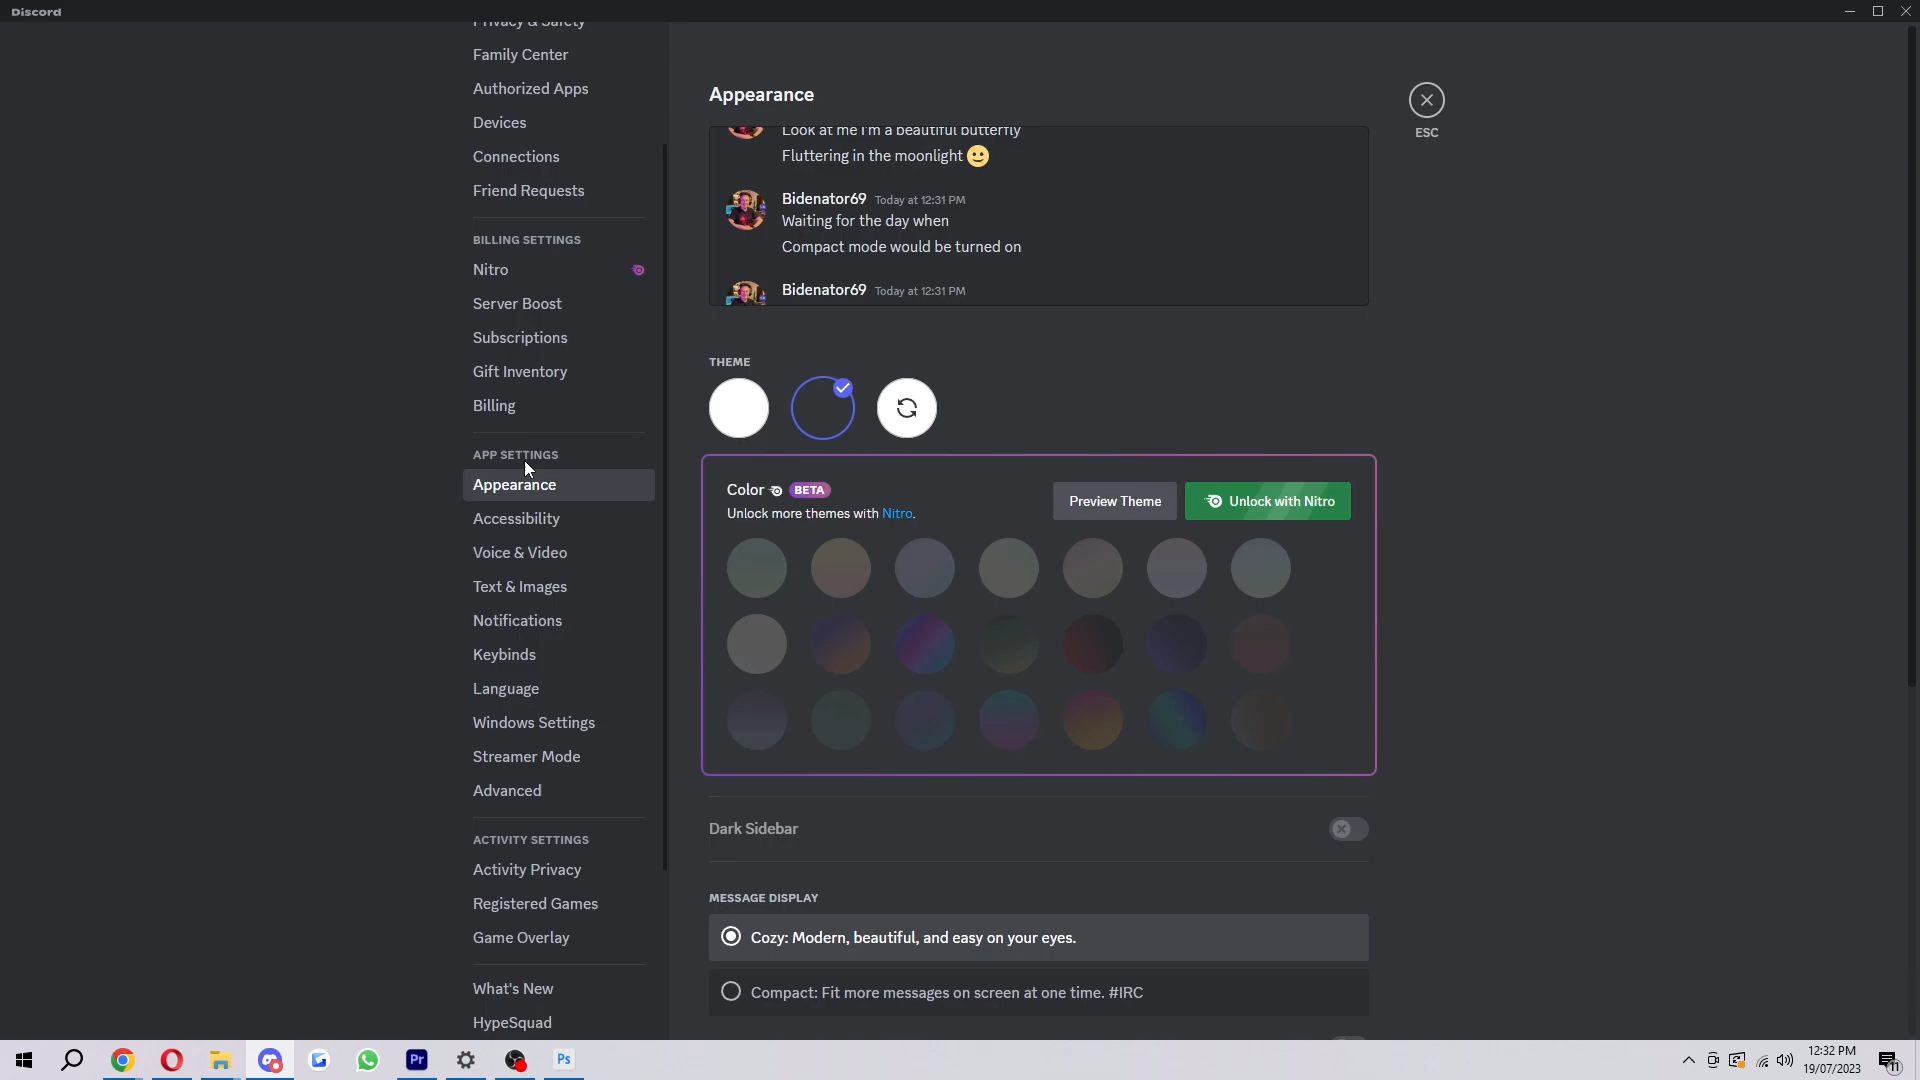 Discord
Privacy & Safety
Family Center
Authorized Apps
Devices
Connections
Friend Requests
BILLING SETTINGS
Nitro
Server Boost
Subscriptions
Gift Inventory
Billing
APP SETTINGS
Appearance
Accessibility
Voice & Video
Text & Images
Notifications
Keybinds
Language
Windows Settings
Streamer Mode
Advanced
ACTIVITY SETTINGS
Activity Privacy
Registered Games
Game Overlay
What's New
HypeSquad
Appearance
ESC
Look at me I'm a beautiful butterfly
Fluttering in the moonlight
Bidenator69 Today at 12:31 PM
Waiting for the day when
Compact mode would be turned on
Bidenator69 Today at 12:31 PM
THEME
Color BETA
Unlock more themes with Nitro.
Preview Theme
Unlock with Nitro
Dark Sidebar
MESSAGE DISPLAY
Cozy: Modern, beautiful, and easy on your eyes.
Compact: Fit more messages on screen at one time. #IRC
Pr
Ps
12:32 PM
19/07/2023
11